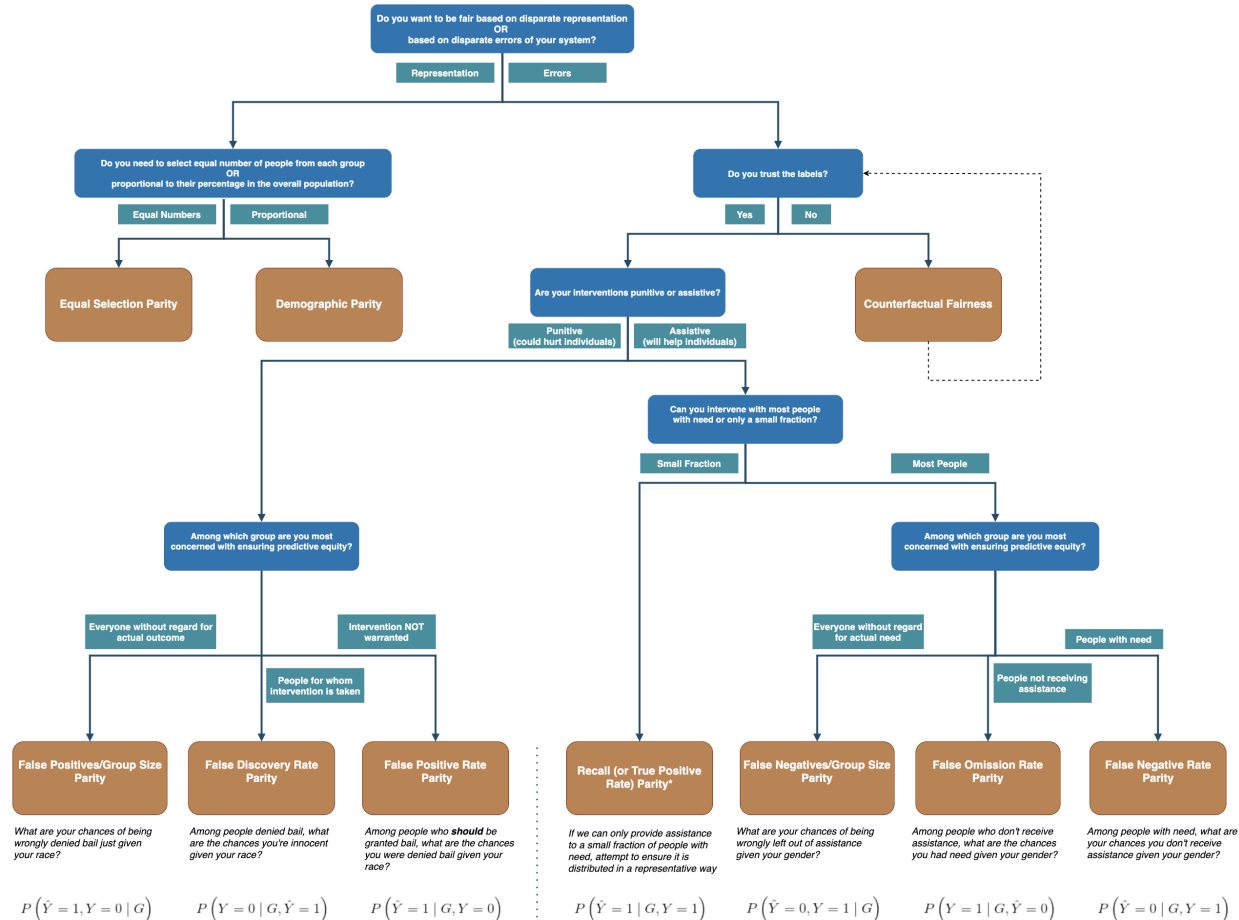 Do you want to be fair based on disparate representation
OR
based on disparate errors of your system?
Representation
Errors
Do you need to select equal number of people from each group
OR
proportional to their percentage in the overall population?
Do you trust the labels?
Equal Numbers
Proportional
Yes
No
Equal Selection Parity
Demographic Parity
Are your interventions punitive or assistive?
Counterfactual Fairness
Punitive
(could hurt individuals)
Assistive
(will help individuals)
Can you intervene with most people
with need or only a small fraction?
Small Fraction
Most People
Among which group are you most
concerned with ensuring predictive equity?
Among which group are you most
concerned with ensuring predictive equity?
Everyone without regard for
actual outcome
Intervention NOT
warranted
People for whom
intervention is taken
Everyone without regard
for actual need
People with need
People not receiving
assistance
False Positives/Group Size
Parity
False Discovery Rate
Parity
False Positive Rate
Parity
Recall (or True Positive
Rate) Parity*
False Negatives/Group Size
Parity
False Omission Rate
Parity
False Negative Rate
Parity
What are your chances of being
wrongly denied bail just given
your race?
Among people denied bail, what
are the chances you're innocent
given your race?
Among people who should be
granted bail, what are the chances
you were denied bail given your
race?
If we can only provide assistance
to a small fraction of people with
need, attempt to ensure it is
distributed in a representative way
What are your chances of being
wrongly left out of assistance
given your gender?
Among people who don't receive
assistance, what are the chances
you had need given your gender?
Among people with need, what are
your chances you don't receive
assistance given your gender?
P(Ŷ = 1, Y = 0 | G)
P(Y = 0 | G, Ŷ = 1)
P(Ŷ = 1 | G, Y = 0)
P(Ŷ = 1 | G, Y = 1)
P(Ŷ = 0, Y = 1 | G)
P(Y = 1 | G, Ŷ = 0)
P(Ŷ = 0 | G, Y = 1)